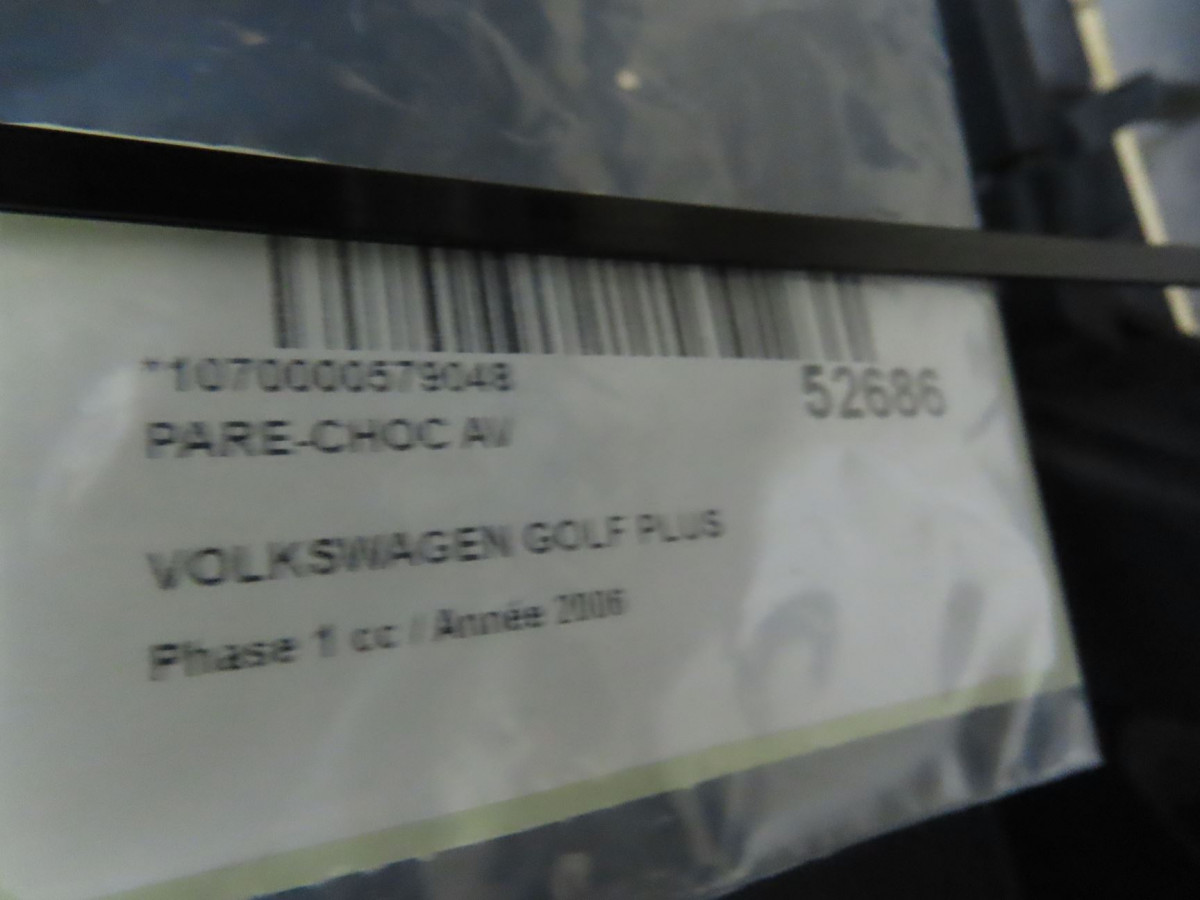 *1070000579048
52686
PARE-CHOC AV
VOLKSWAGEN GOLF PLUS
Phase 1 cc / Année 2006